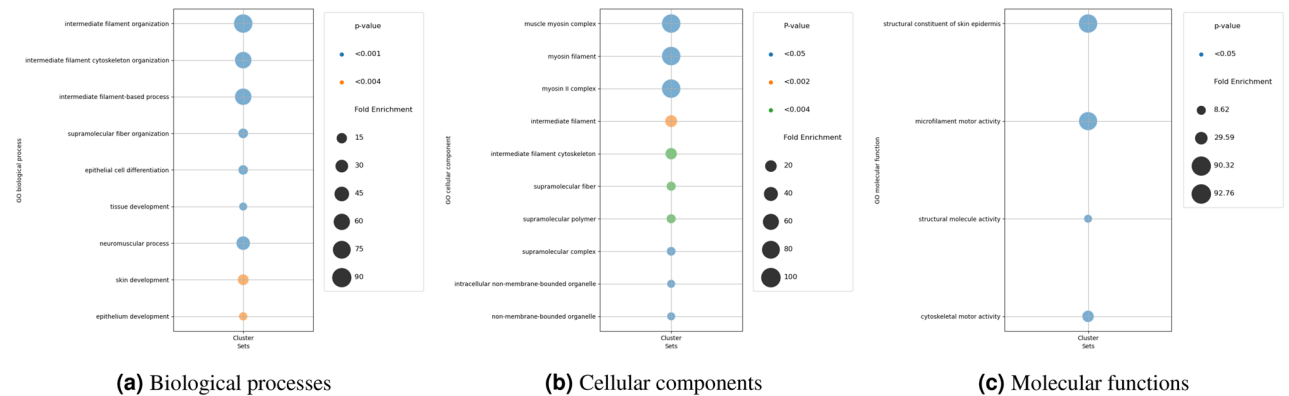 GO biological process
intermediate filament organization
intermediate filament cytoskeleton organization
intermediate filament-based process
supramolecular fiber organization
epithelial cell differentiation
tissue development
neuromuscular process
skin development
epithelium development
Cluster
Sets
p-value
<0.001
<0.004
Fold Enrichment
15
30
45
60
75
90
(a) Biological processes
GO cellular component
muscle myosin complex
myosin filament
myosin II complex
intermediate filament
intermediate filament cytoskeleton
supramolecular fiber
supramolecular polymer
supramolecular complex
intracellular non-membrane-bounded organelle
non-membrane-bounded organelle
Cluster
Sets
P-value
<0.05
<0.002
<0.004
Fold Enrichment
20
40
60
80
100
(b) Cellular components
GO molecular function
structural constituent of skin epidermis
microfilament motor activity
structural molecule activity
cytoskeletal motor activity
Cluster
Sets
p-value
<0.05
Fold Enrichment
8.62
29.59
90.32
92.76
(c) Molecular functions